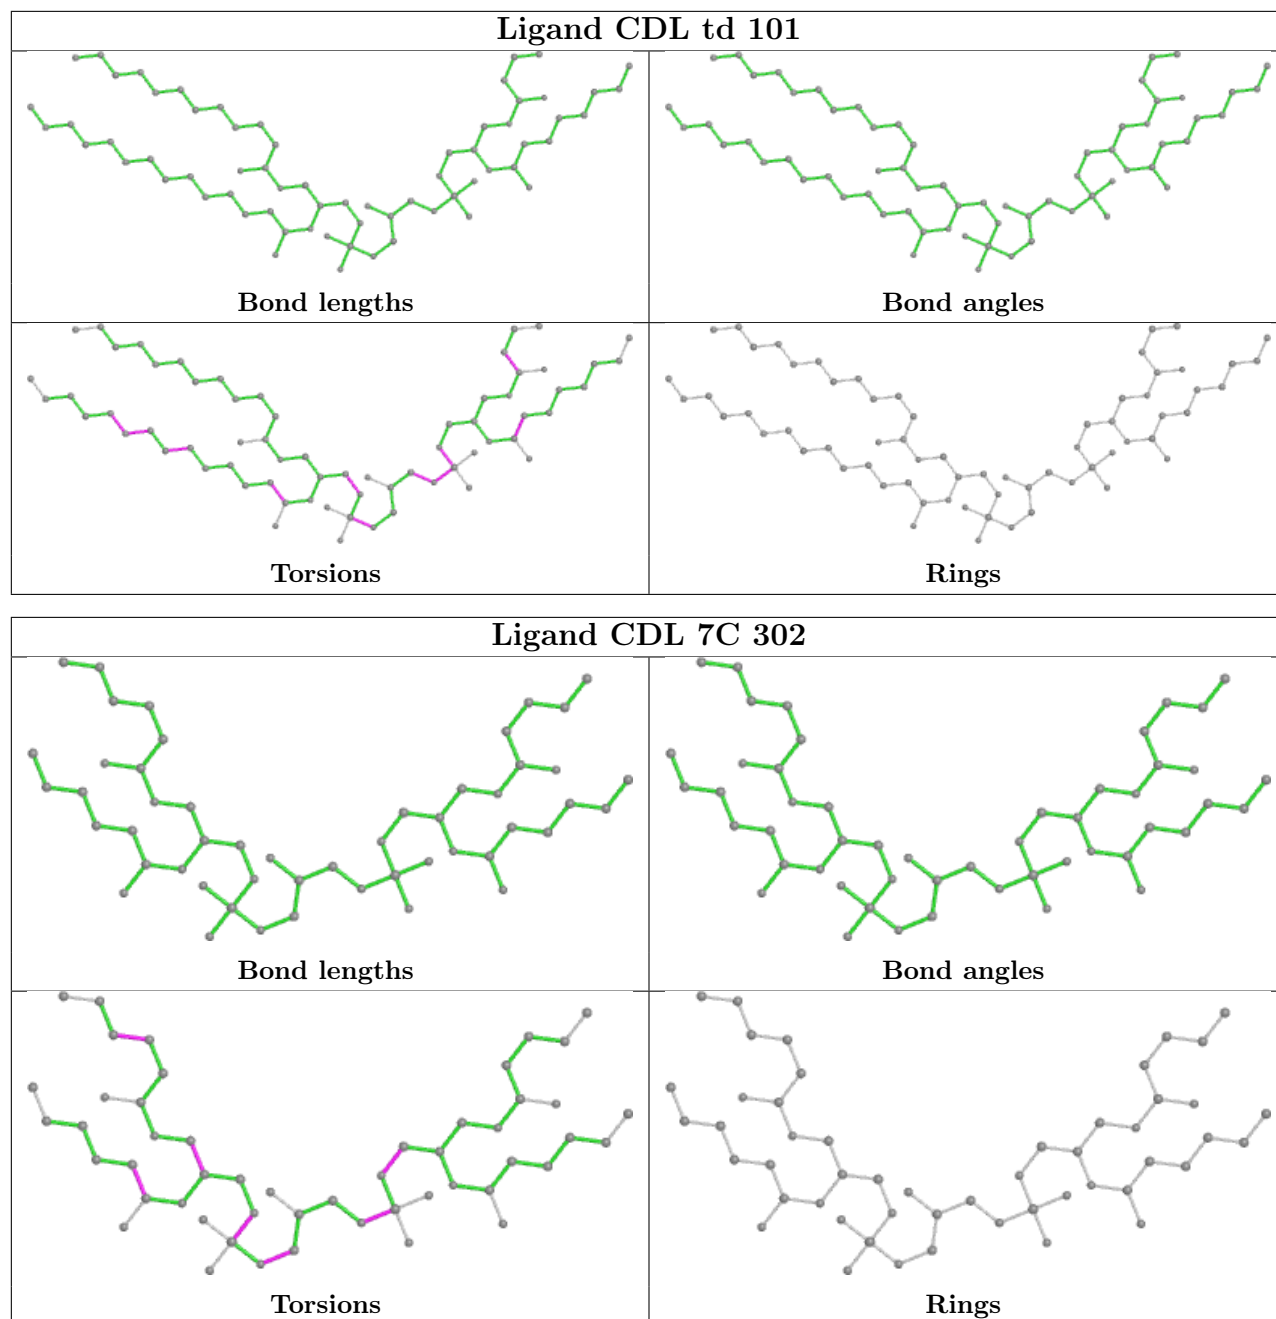 Ligand CDL td 101
Bond lengths
Bond angles
Torsions
Rings
Ligand CDL 7C 302
Bond lengths
Bond angles
Torsions
Rings